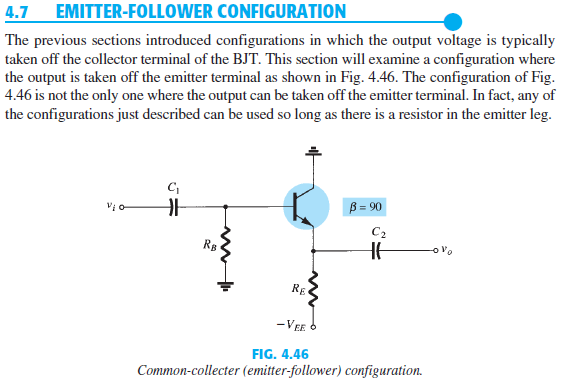 4.7 EMITTER-FOLLOWER CONFIGURATION
The previous sections introduced configurations in which the output voltage is typically
taken off the collector terminal of the BJT. This section will examine a configuration where
the output is taken off the emitter terminal as shown in Fig. 4.46. The configuration of Fig.
4.46 is not the only one where the output can be taken off the emitter terminal. In fact, any of
the configurations just described can be used so long as there is a resistor in the emitter leg.
C1
Vi
β = 90
C2
RB
Vo
RE
−VEE
FIG. 4.46
Common-collecter (emitter-follower) configuration.